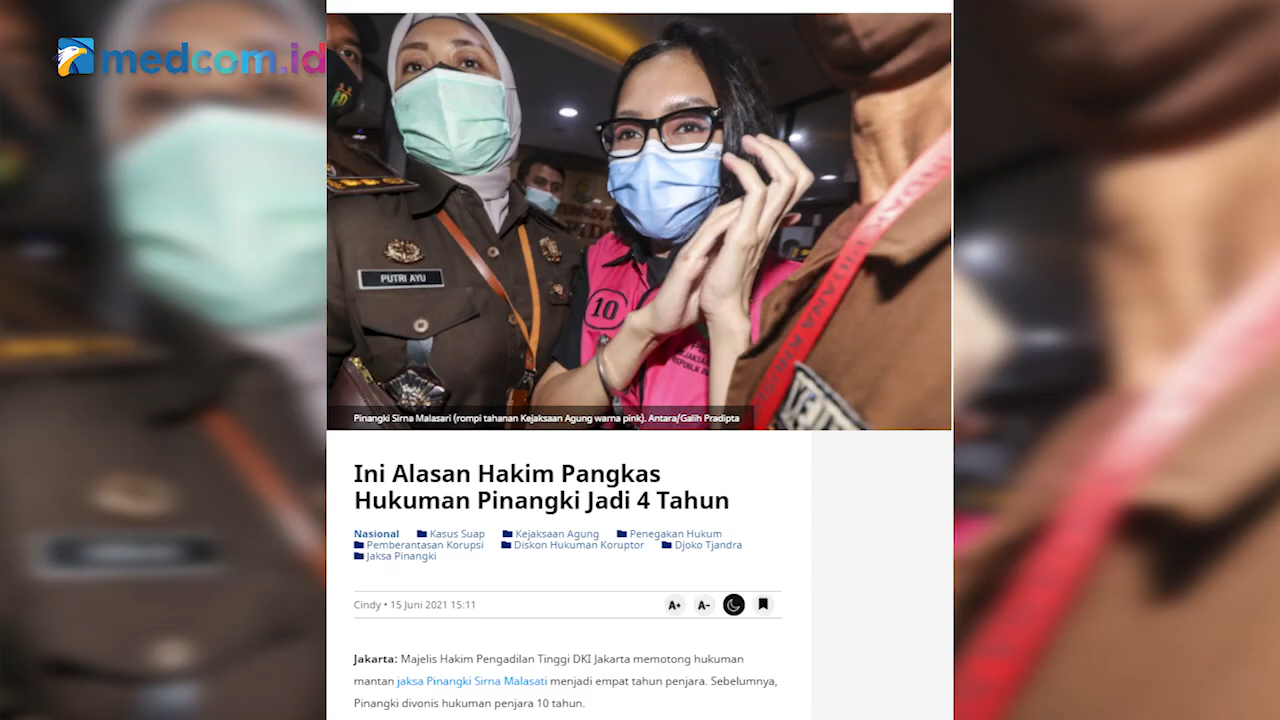 medcom.id
PUTRI AYU
10
Pinangki Sirna Malasari (rompi tahanan Kejaksaan Agung warna pink). Antara/Galih Pradipta
Ini Alasan Hakim Pangkas
Hukuman Pinangki Jadi 4 Tahun
Nasional Kasus Suap Kejaksaan Agung Penegakan Hukum
Pemberantasan Korupsi Diskon Hukuman Koruptor Djoko Tjandra
Jaksa Pinangki
Cindy • 15 Juni 2021 15:11 A+ A-
Jakarta: Majelis Hakim Pengadilan Tinggi DKI Jakarta memotong hukuman
mantan jaksa Pinangki Sirna Malasati menjadi empat tahun penjara. Sebelumnya,
Pinangki divonis hukuman penjara 10 tahun.